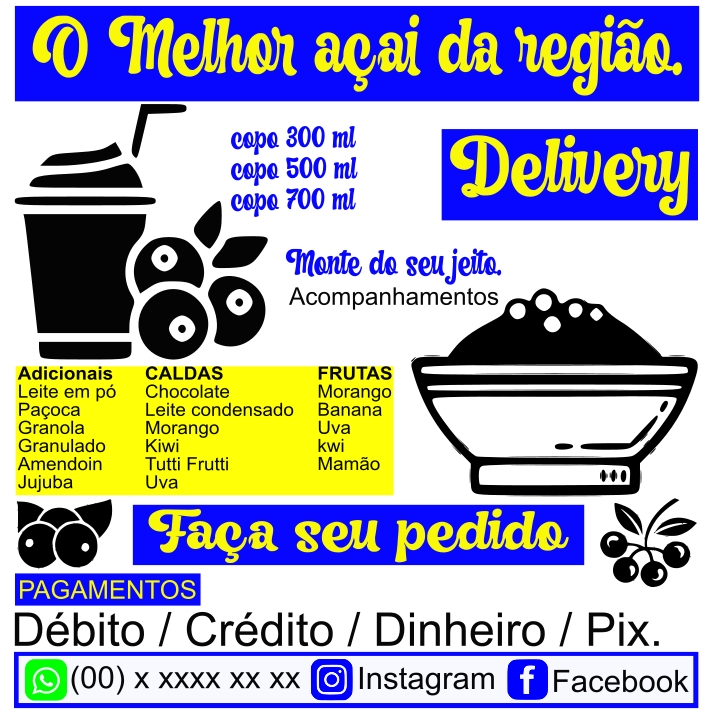 O Melhor açai da região.
copo 300 ml
copo 500 ml
copo 700 ml
Delivery
Monte do seu jeito.
Acompanhamentos
Adicionais
Leite em pó
Paçoca
Granola
Granulado
Amendoin
Jujuba
CALDAS
Chocolate
Leite condensado
Morango
Kiwi
Tutti Frutti
Uva
FRUTAS
Morango
Banana
Uva
kwi
Mamão
Faça seu pedido
PAGAMENTOS
Débito / Crédito / Dinheiro / Pix.
(00) x xxxx xx xx Instagram Facebook